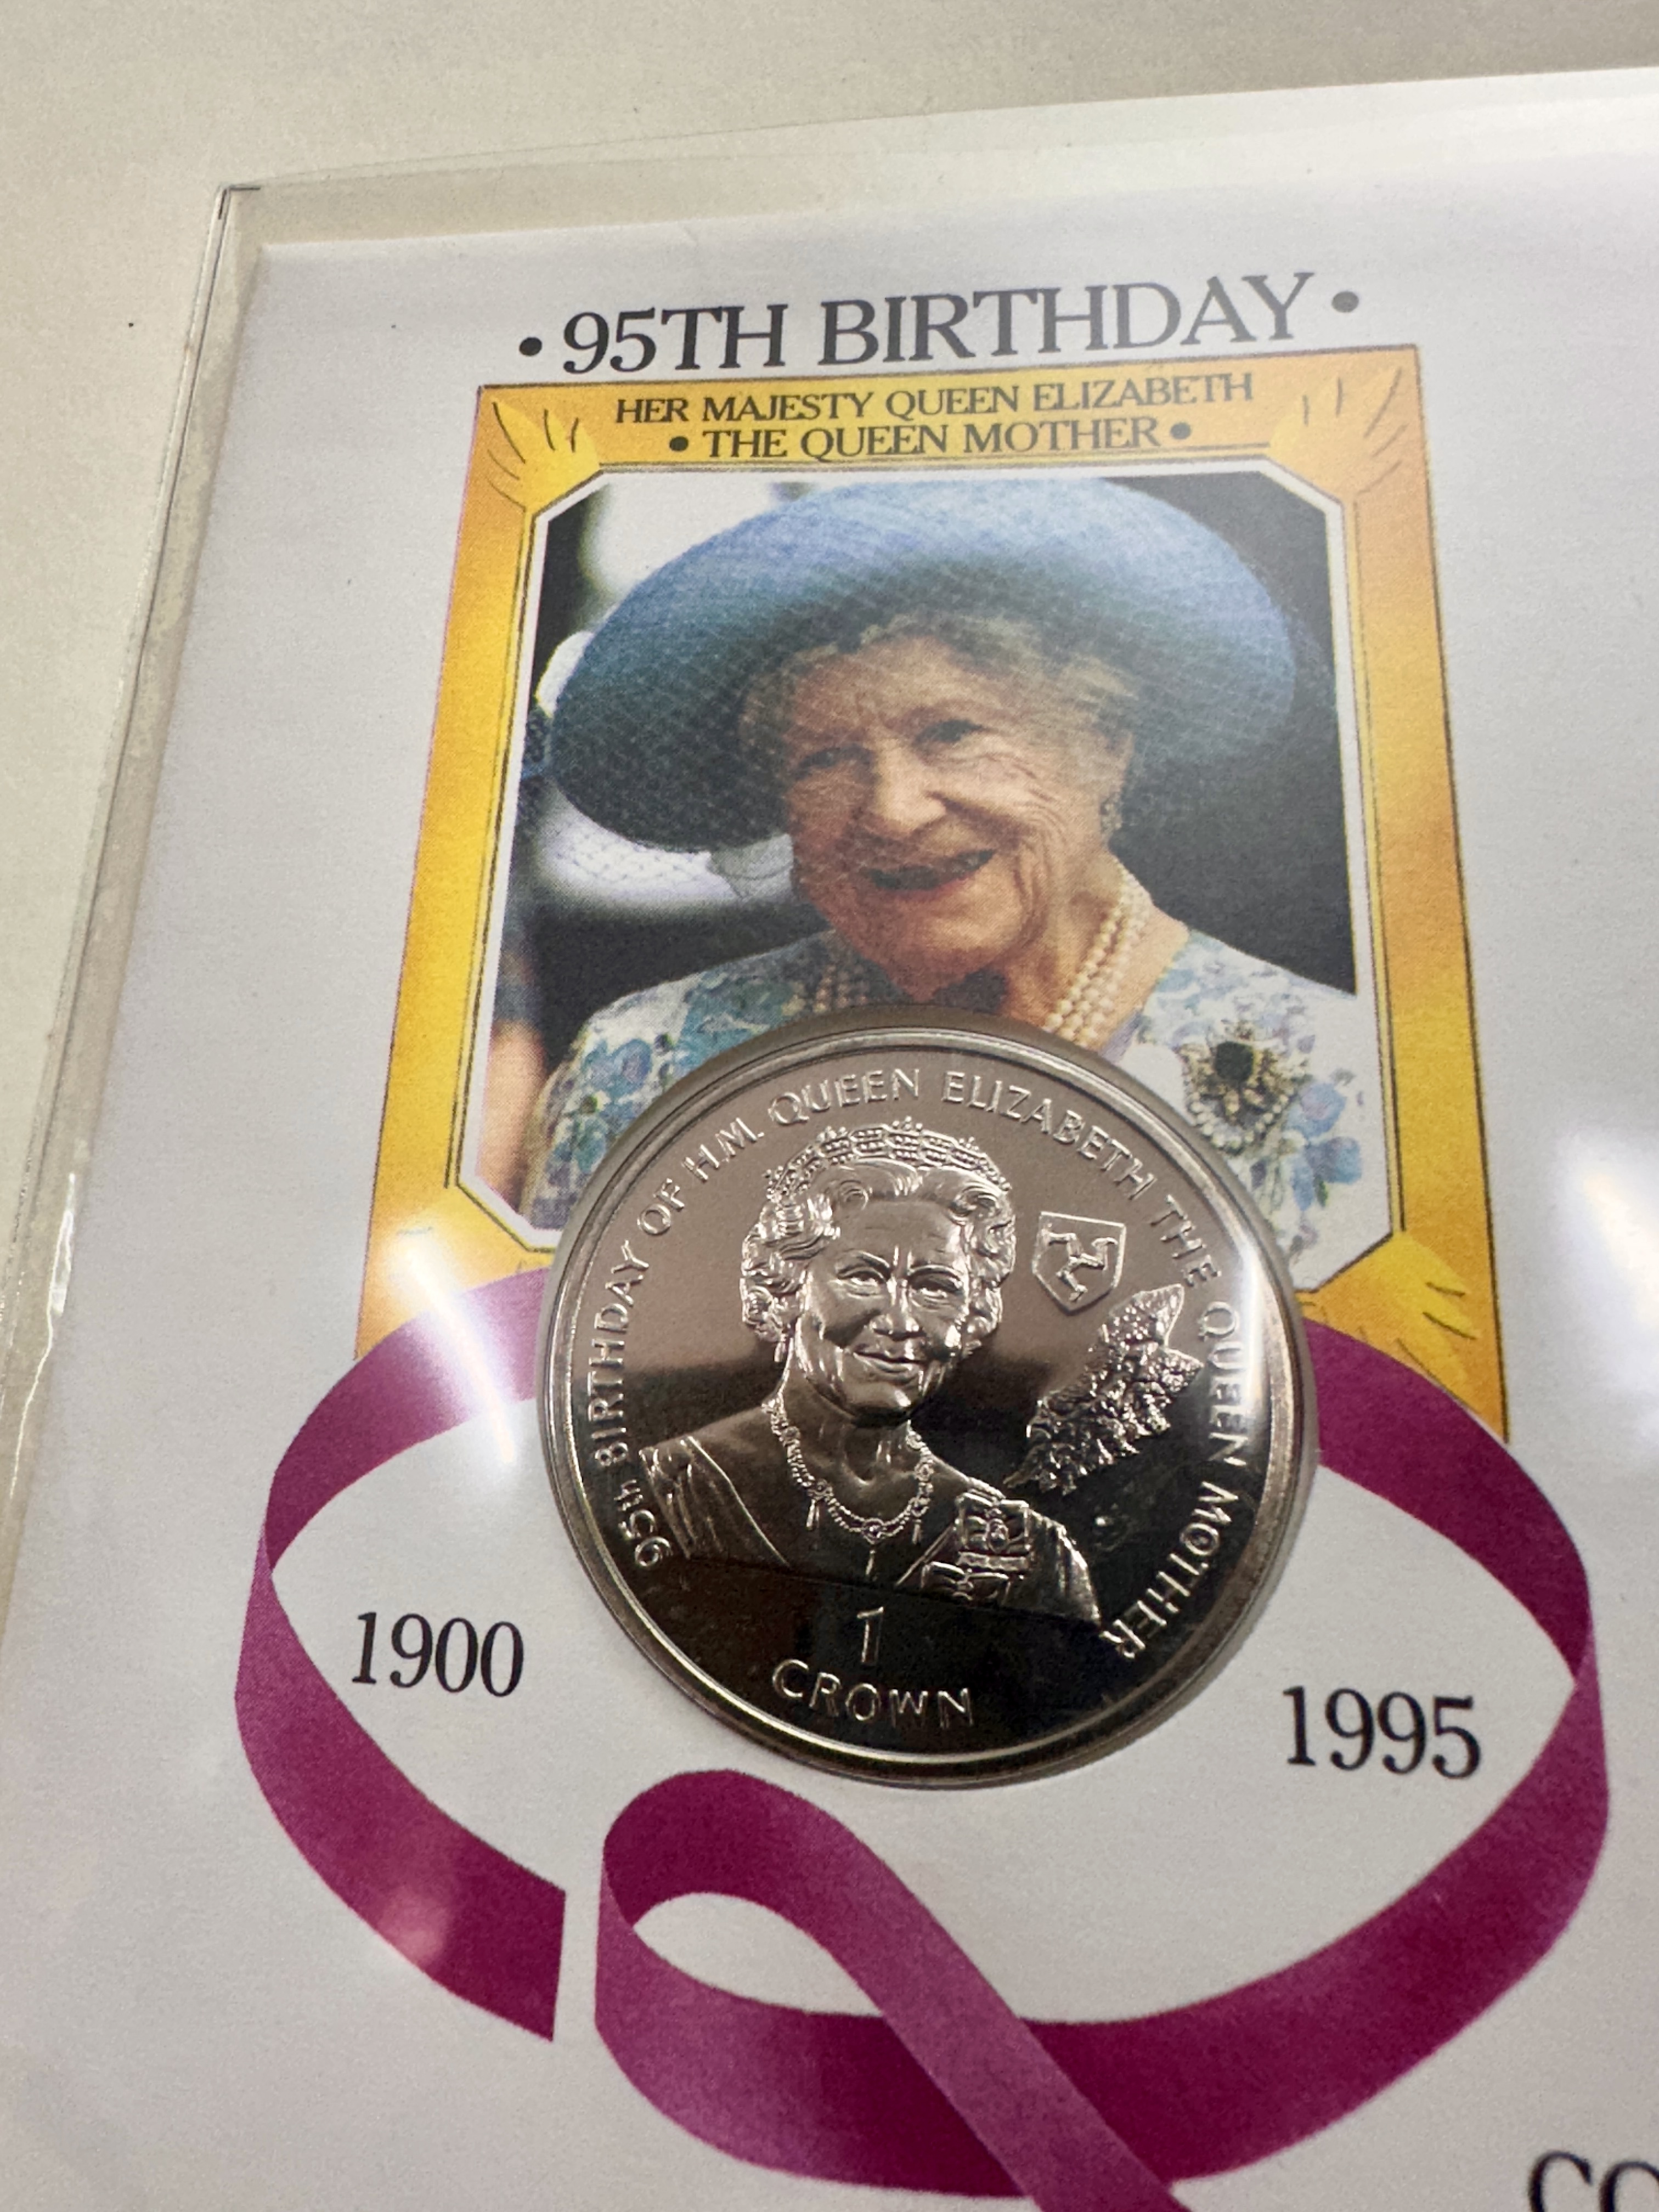 • 95TH BIRTHDAY •
HER MAJESTY QUEEN ELIZABETH
• THE QUEEN MOTHER •
95th BIRTHDAY OF H.M. QUEEN ELIZABETH THE QUEEN MOTHER
1
CROWN
1900
1995
CO